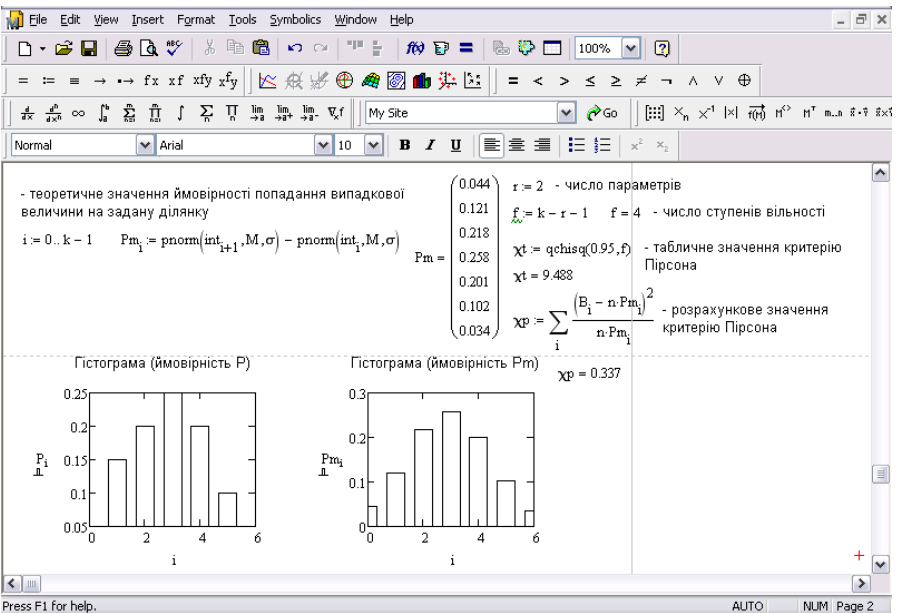 File Edit View Insert Format Tools Symbolics Window Help
100%
= := ≡ → •→ fx xf xfy xfy = < > ≤ ≥ ≠ ¬ ∧ ∨ ⊕
My Site Go
Normal Arial 10 B I U
- теоретичне значення ймовірності попадання випадкової
величини на задану ділянку
i := 0.. k − 1 Pm_i := pnorm(int_{i+1}, M, σ) − pnorm(int_i, M, σ)
Pm =
0.044
0.121
0.218
0.258
0.201
0.102
0.034
r := 2 - число параметрів
f := k − r − 1 f = 4 - число ступенів вільності
χt := qchisq(0.95, f) - табличне значення критерію
Пірсона
χt = 9.488
χp := ∑_i (B_i − n·Pm_i)^2 / n·Pm_i - розрахункове значення
критерію Пірсона
χp = 0.337
Гістограма (ймовірність P)
0.25
0.2
0.15
0.1
0.05
P_i
0 2 4 6
i
Гістограма (ймовірність Pm)
0.3
0.2
0.1
0
Pm_i
0 2 4 6
i
Press F1 for help. AUTO NUM Page 2